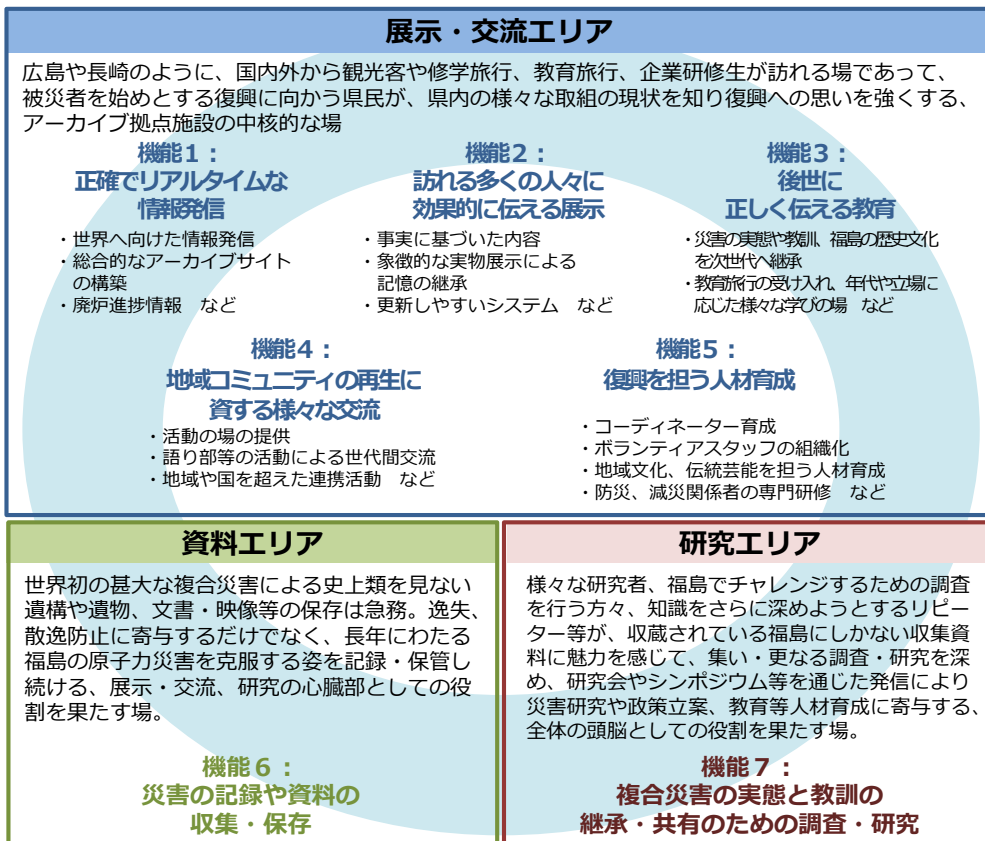 展示・交流エリア
広島や長崎のように、国内外から観光客や修学旅行、教育旅行、企業研修生が訪れる場であって、
被災者を始めとする復興に向かう県民が、県内の様々な取組の現状を知り復興への思いを強くする、
アーカイブ拠点施設の中核的な場
機能1：
正確でリアルタイムな
情報発信
・世界へ向けた情報発信
・総合的なアーカイブサイト
の構築
・廃炉進捗情報　など
機能2：
訪れる多くの人々に
効果的に伝える展示
・事実に基づいた内容
・象徴的な実物展示による
記憶の継承
・更新しやすいシステム　など
機能3：
後世に
正しく伝える教育
・災害の実態や教訓、福島の歴史文化
を次世代へ継承
・教育旅行の受け入れ、年代や立場に
応じた様々な学びの場　など
機能4：
地域コミュニティの再生に
資する様々な交流
・活動の場の提供
・語り部等の活動による世代間交流
・地域や国を超えた連携活動　など
機能5：
復興を担う人材育成
・コーディネーター育成
・ボランティアスタッフの組織化
・地域文化、伝統芸能を担う人材育成
・防災、減災関係者の専門研修　など
資料エリア
世界初の甚大な複合災害による史上類を見ない
遺構や遺物、文書・映像等の保存は急務。逸失、
散逸防止に寄与するだけでなく、長年にわたる
福島の原子力災害を克服する姿を記録・保管し
続ける、展示・交流、研究の心臓部としての役
割を果たす場。
機能６：
災害の記録や資料の
収集・保存
研究エリア
様々な研究者、福島でチャレンジするための調査
を行う方々、知識をさらに深めようとするリピー
ター等が、収蔵されている福島にしかない収集資
料に魅力を感じて、集い・更なる調査・研究を深
め、研究会やシンポジウム等を通じた発信により
災害研究や政策立案、教育等人材育成に寄与する、
全体の頭脳としての役割を果たす場。
機能７：
複合災害の実態と教訓の
継承・共有のための調査・研究